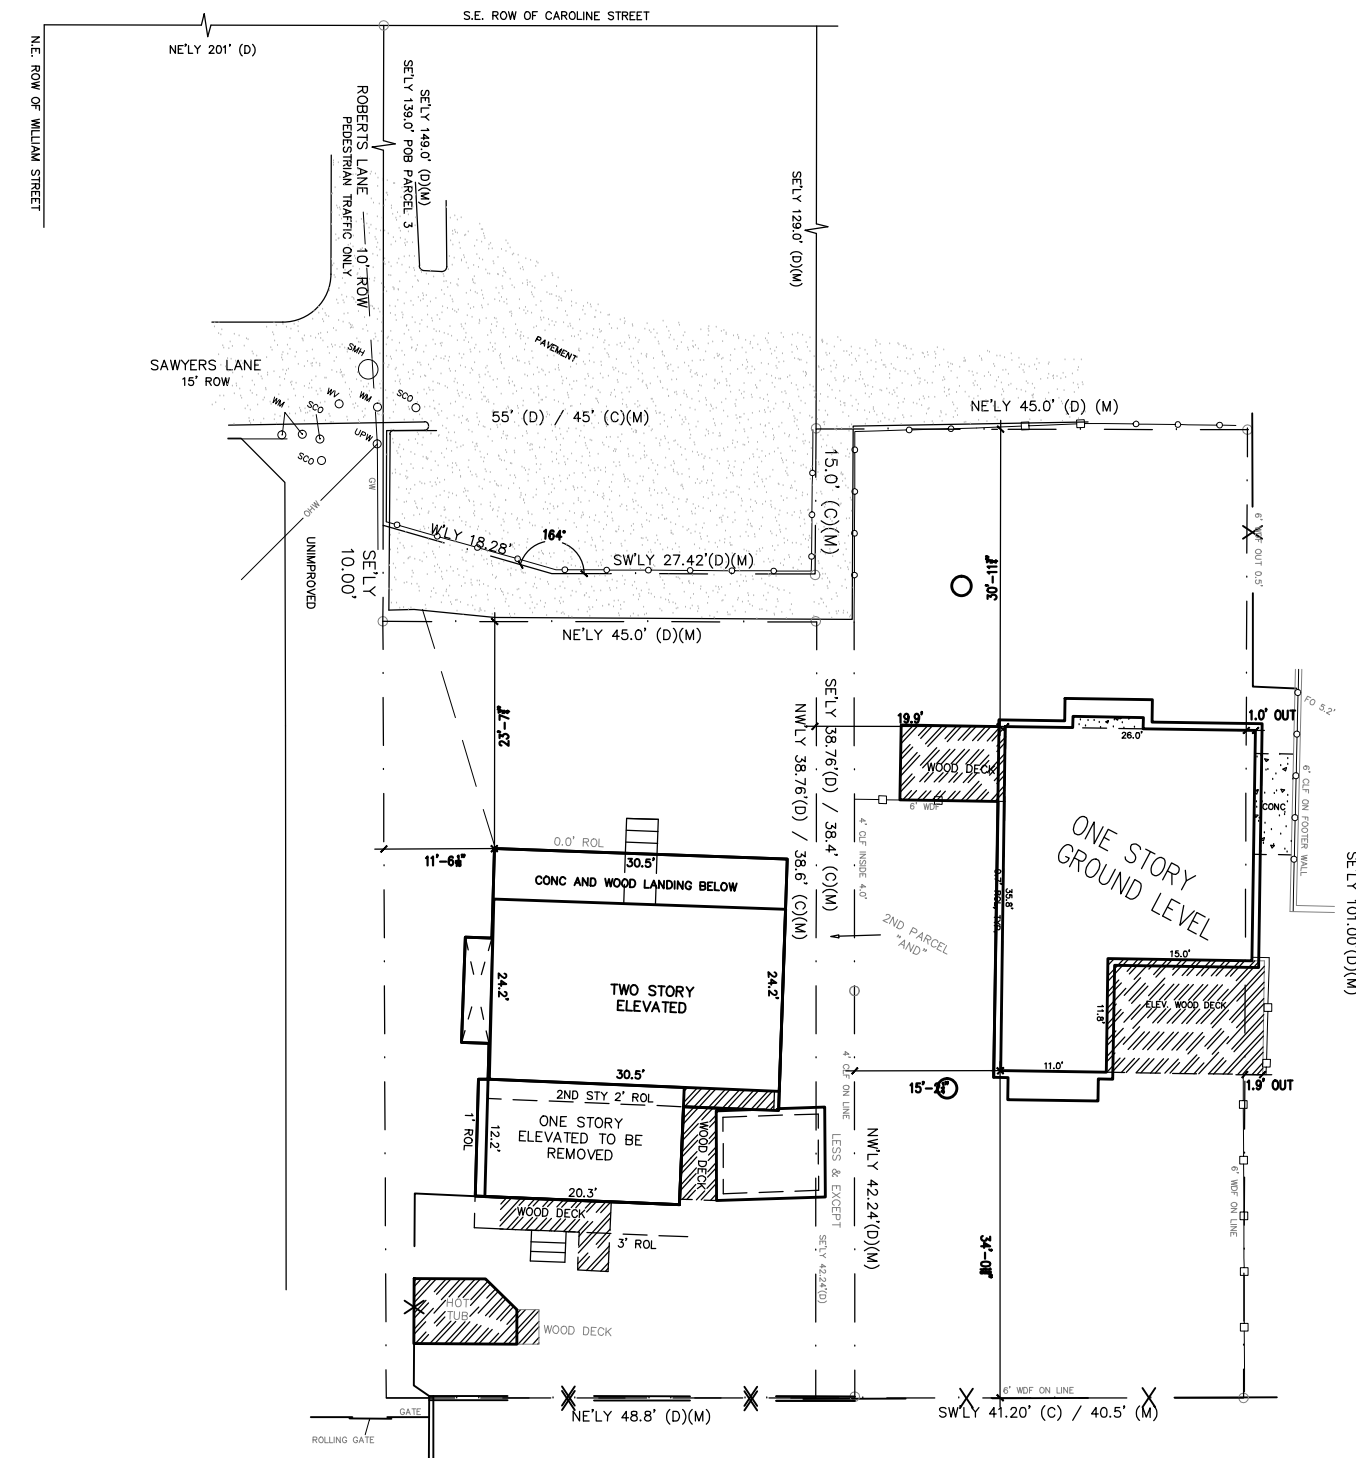 S.E. ROW OF CAROLINE STREET
NE'LY 201' (D)
N.E. ROW OF WILLIAM STREET
ROBERTS LANE 10' ROW
PEDESTRIAN TRAFFIC ONLY
SE'LY 149.0' (D)(M)
SE'LY 139.0' POB PARCEL 3
SE'LY 129.0' (D)(M)
SAWYERS LANE
15' ROW
SMH
PAVEMENT
WM
SCO
WV
WM
SCO
UPW
SCO
OHW
GW
55' (D) / 45' (C)(M)
NE'LY 45.0' (D) (M)
15.0' (C)(M)
W'LY 18.28'
164°
SW'LY 27.42'(D)(M)
UNIMPROVED
SE'LY
10.00'
NE'LY 45.0' (D)(M)
6' WDF OUT 0.5'
FO 5.2'
1.0' OUT
19.9'
26.0'
WOOD DECK
6' WDF
CONC
6' CLF ON FOOTER WALL
ONE STORY
GROUND LEVEL
35.8'
SE'LY 38.76'(D) / 38.4' (C)(M)
NW'LY 38.76'(D) / 38.6' (C)(M)
4' CLF INSIDE 4.0'
2ND PARCEL
"AND"
SE'LY 101.00'(D)(M)
0.0' ROL
30.5'
CONC AND WOOD LANDING BELOW
24.2'
TWO STORY
ELEVATED
24.2'
30.5'
2ND STY 2' ROL
ONE STORY
ELEVATED TO BE
REMOVED
1' ROL
12.2'
20.3'
WOOD DECK
WOOD DECK
3' ROL
15.0'
ELEV. WOOD DECK
11.8'
11.0'
1.9' OUT
4' CLF ON LINE
LESS & EXCEPT
NW'LY 42.24'(D)(M)
SE'LY 42.24'(D)
6' WDF ON LINE
HOT
TUB
WOOD DECK
6' WDF ON LINE
NE'LY 48.8' (D)(M)
SW'LY 41.20' (C) / 40.5' (M)
GATE
ROLLING GATE